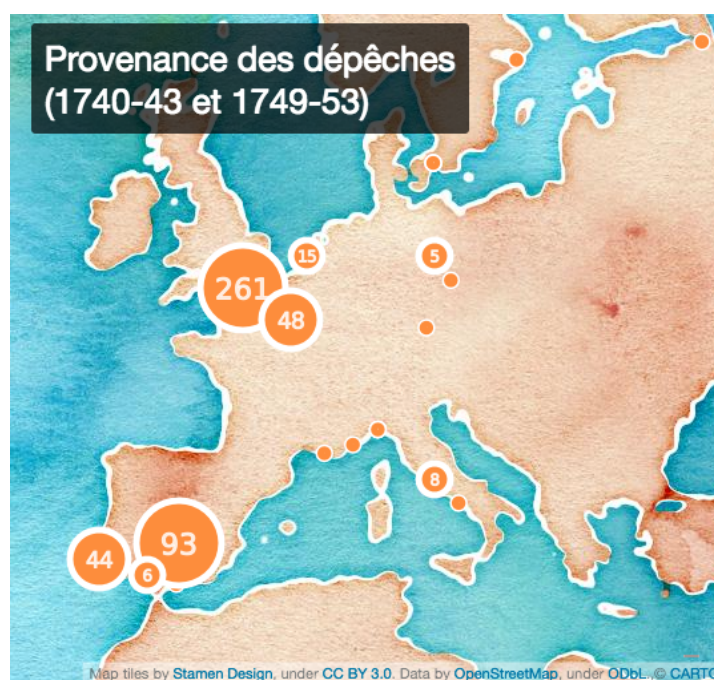 Provenance des dépêches
(1740-43 et 1749-53)
15
5
261
48
8
93
44
6
Map tiles by Stamen Design, under CC BY 3.0. Data by OpenStreetMap, under ODbL. © CARTO